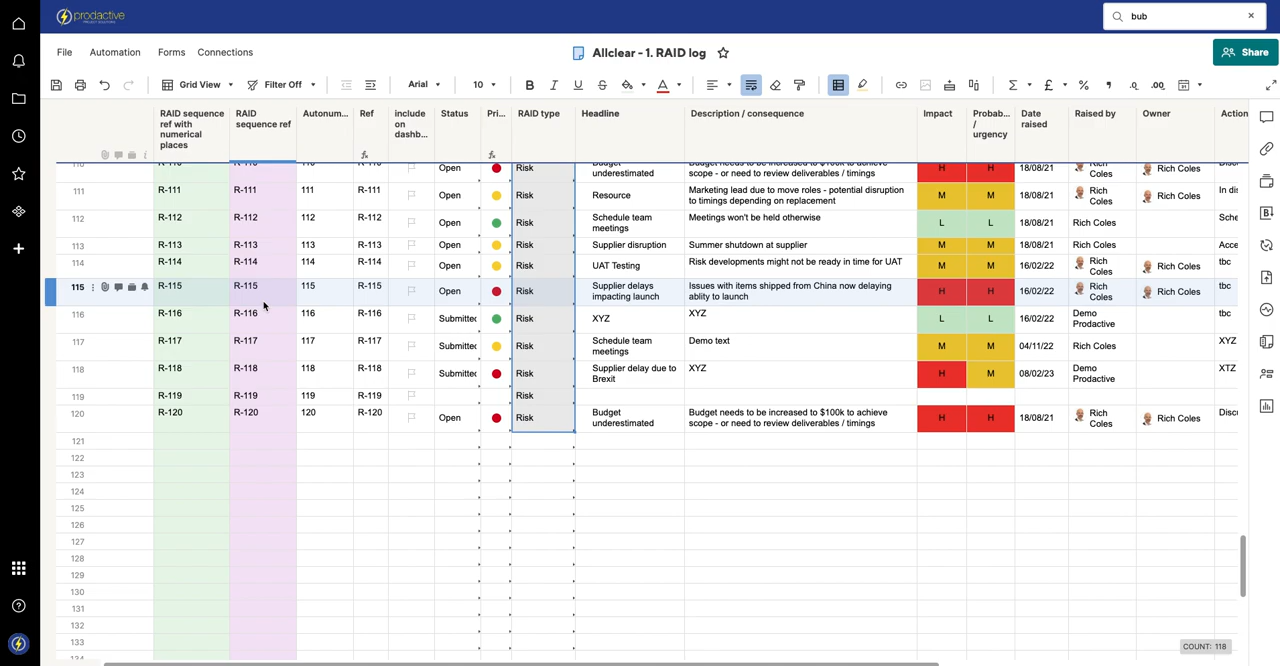 prodactive
PROJECT SOLUTIONS
bub
File Automation Forms Connections
Allclear - 1. RAID log
Share
Grid View Filter Off Arial 10
RAID sequence ref with numerical places RAID sequence ref Autonum... Ref include on dashb... Status Pri... RAID type Headline Description / consequence Impact Probab... / urgency Date raised Raised by Owner Action
Open Risk Budget underestimated Budget needs to be increased to $100k to achieve scope - or need to review deliverables / timings H H 18/08/21 Rich Coles Rich Coles
111 R-111 R-111 111 R-111 Open Risk Resource Marketing lead due to move roles - potential disruption to timings depending on replacement M M 18/08/21 Rich Coles Rich Coles In dis
112 R-112 R-112 112 R-112 Open Risk Schedule team meetings Meetings won't be held otherwise L L 18/08/21 Rich Coles Sche
113 R-113 R-113 113 R-113 Open Risk Supplier disruption Summer shutdown at supplier M M 18/08/21 Rich Coles Acce
114 R-114 R-114 114 R-114 Open Risk UAT Testing Risk developments might not be ready in time for UAT M M 16/02/22 Rich Coles Rich Coles tbc
115 R-115 R-115 115 R-115 Open Risk Supplier delays impacting launch Issues with items shipped from China now delaying ablity to launch H H 16/02/22 Rich Coles Rich Coles tbc
116 R-116 R-116 116 R-116 Submitted Risk XYZ XYZ L L 16/02/22 Demo Prodactive tbc
117 R-117 R-117 117 R-117 Submitted Risk Schedule team meetings Demo text M M 04/11/22 Rich Coles XYZ
118 R-118 R-118 118 R-118 Submitted Risk Supplier delay due to Brexit XYZ H M 08/02/23 Demo Prodactive XTZ
119 R-119 R-119 119 R-119 Risk
120 R-120 R-120 120 R-120 Open Risk Budget underestimated Budget needs to be increased to $100k to achieve scope - or need to review deliverables / timings H H 18/08/21 Rich Coles Rich Coles
121
122
123
124
125
126
127
128
129
130
131
132
133
COUNT: 118